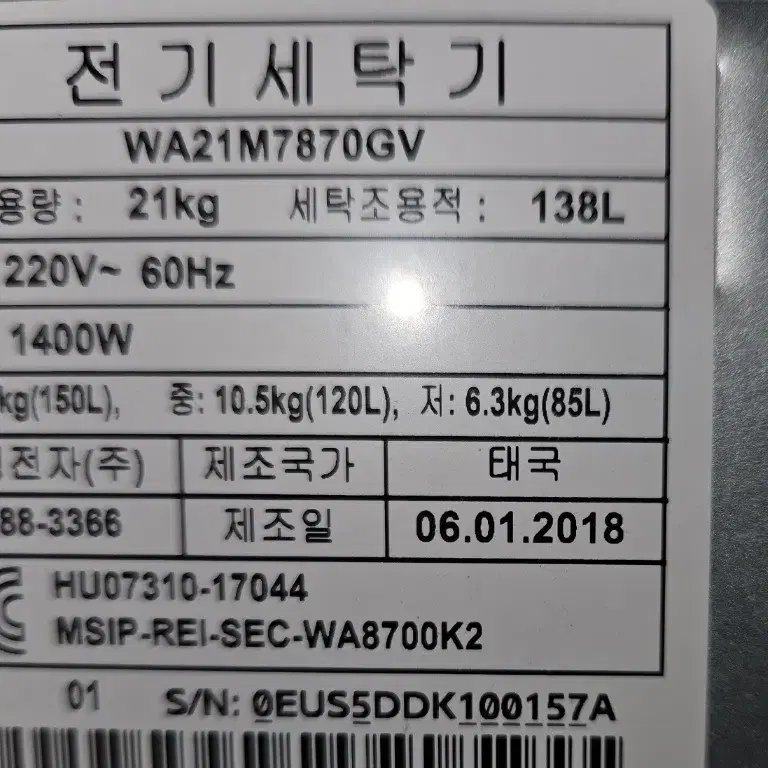 전기세탁기
WA21M7870GV
용량 : 21kg 세탁조용적 : 138L
220V~ 60Hz
1400W
kg(150L), 중: 10.5kg(120L), 저: 6.3kg(85L)
전자(주) 제조국가 태국
88-3366 제조일 06.01.2018
HU07310-17044
MSIP-REI-SEC-WA8700K2
01 S/N: 0EUS5DDK100157A